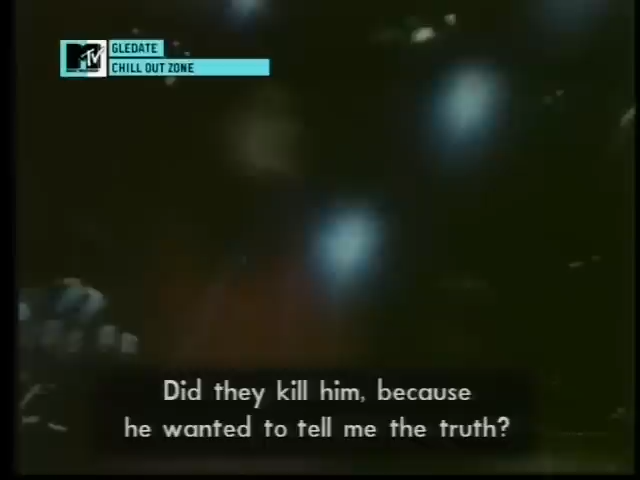 MTV
GLEDATE
CHILL OUT ZONE
Did they kill him, because
he wanted to tell me the truth?